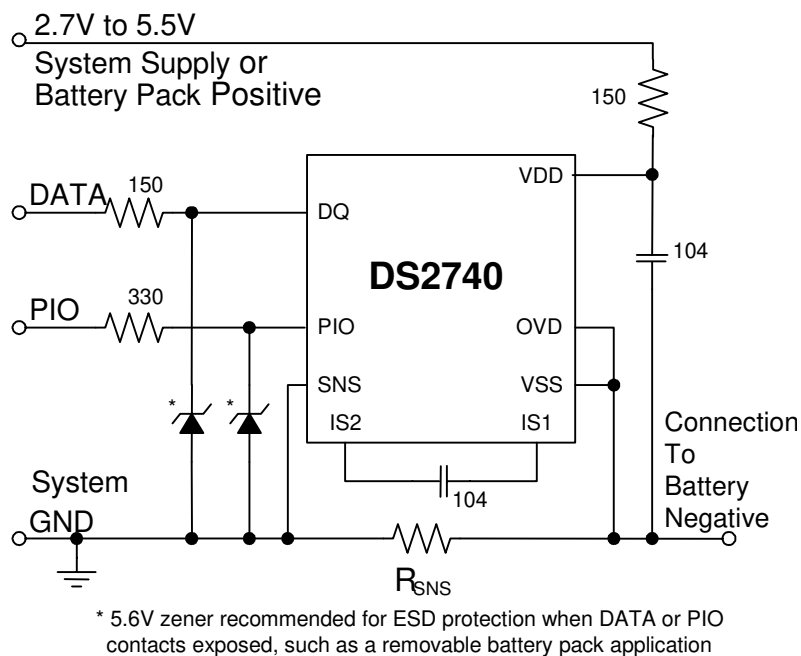 2.7V to 5.5V
System Supply or
Battery Pack Positive
150
VDD
DATA
150
DQ
104
DS2740
PIO
330
PIO
OVD
SNS
VSS
*
*
IS2
IS1
Connection
To
Battery
Negative
104
System
GND
RSNS
* 5.6V zener recommended for ESD protection when DATA or PIO
contacts exposed, such as a removable battery pack application